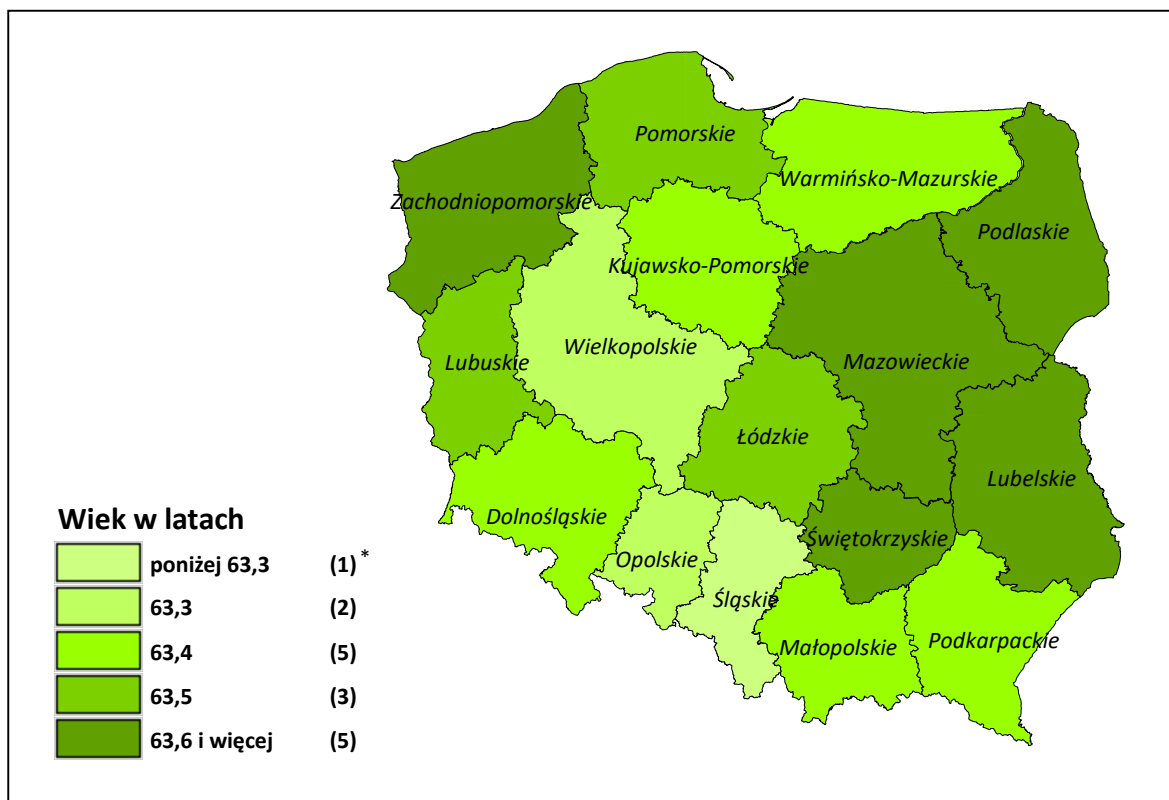 Pomorskie
Warmińsko-Mazurskie
Zachodniopomorskie
Podlaskie
Kujawsko-Pomorskie
Wielkopolskie
Lubuskie
Mazowieckie
Łódzkie
Lubelskie
Dolnośląskie
Świętokrzyskie
Opolskie
Śląskie
Małopolskie
Podkarpackie
Wiek w latach
poniżej 63,3 (1) *
63,3 (2)
63,4 (5)
63,5 (3)
63,6 i więcej (5)